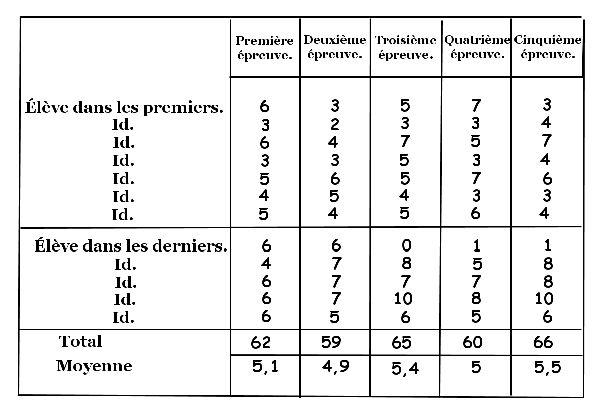 Première épreuve. Deuxième épreuve. Troisième épreuve. Quatrième épreuve. Cinquième épreuve.
Élève dans les premiers. 6 3 5 7 3
Id. 3 2 3 3 4
Id. 6 4 7 5 7
Id. 3 3 5 3 4
Id. 5 6 5 7 6
Id. 4 5 4 3 3
Id. 5 4 5 6 4
Élève dans les derniers. 6 6 0 1 1
Id. 4 7 8 5 8
Id. 6 7 7 7 8
Id. 6 7 10 8 10
Id. 6 5 6 5 6
Total 62 59 65 60 66
Moyenne 5,1 4,9 5,4 5 5,5